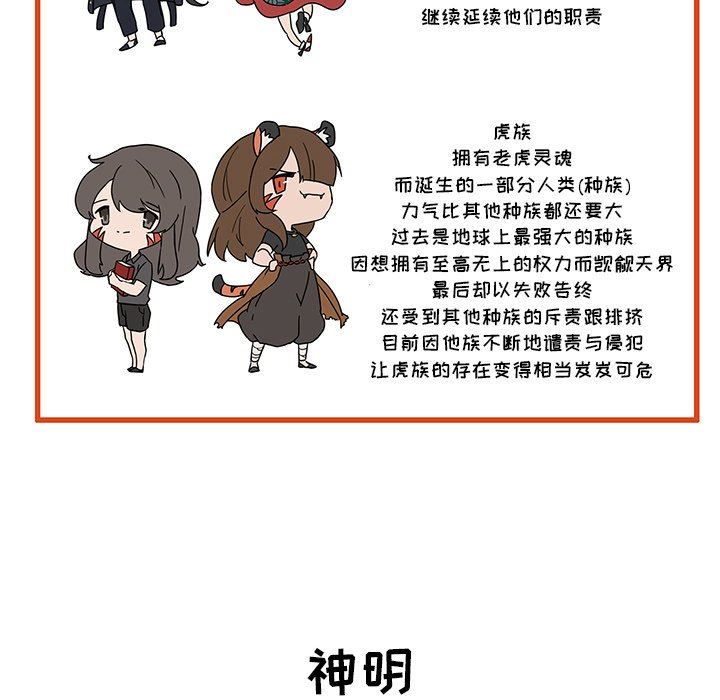 继续延续他们的职责
虎族
拥有老虎灵魂
而诞生的一部分人类(种族)
力气比其他种族都还要大
过去是地球上最强大的种族
因想拥有至高无上的权力而觊觎天界
最后却以失败告终
还受到其他种族的斥责跟排挤
目前因他族不断地谴责与侵犯
让虎族的存在变得相当岌岌可危
神明